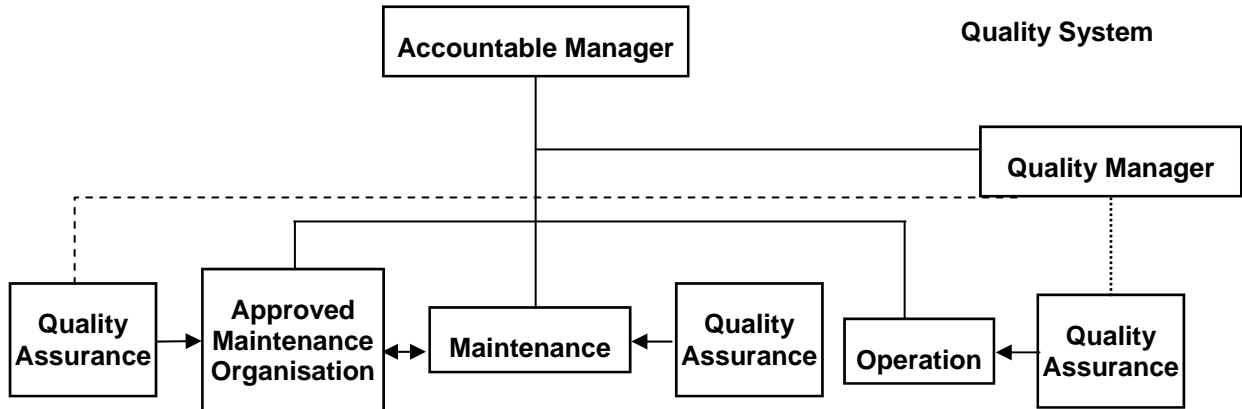 Accountable Manager
Quality System
Quality Manager
Quality
Assurance
Approved
Maintenance
Organisation
Maintenance
Quality
Assurance
Operation
Quality
Assurance